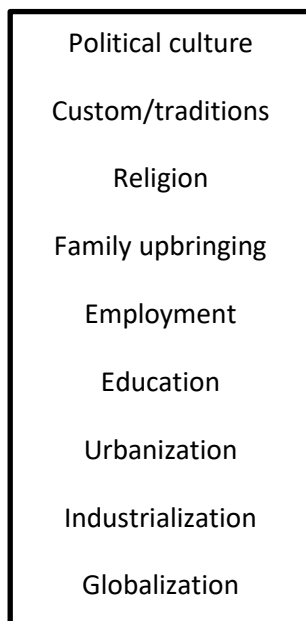 Political culture
Custom/traditions
Religion
Family upbringing
Employment
Education
Urbanization
Industrialization
Globalization